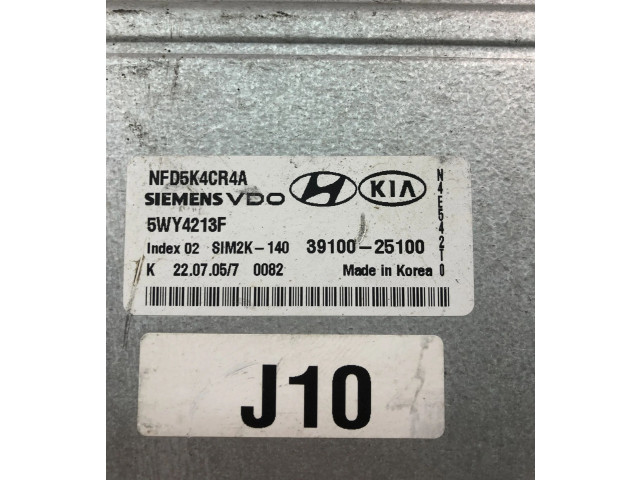 NFD5K4CR4A
SIEMENS VDO
KIA
5WY4213F
Index 02 SIM2K-140 39100-25100
K 22.07.05/7 0082 Made in Korea
N4E542T0
J10